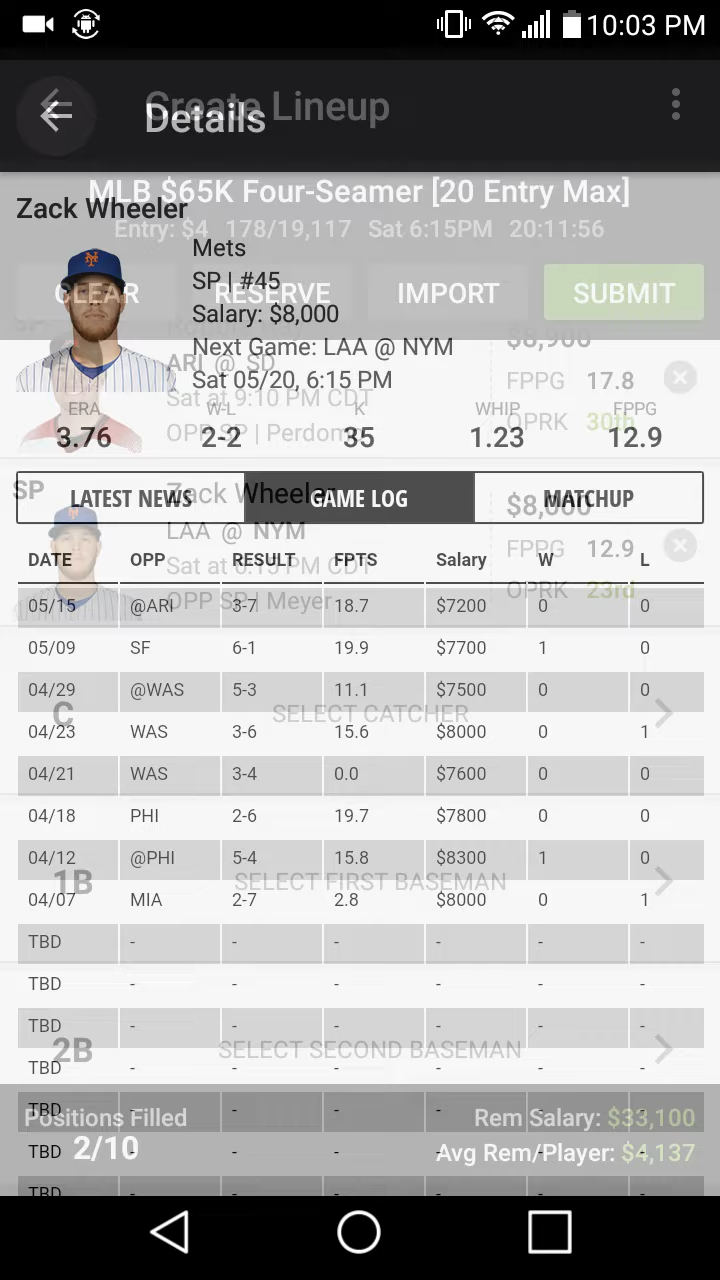 10:03 PM
Create Lineup
Details
MLB $65K Four-Seamer [20 Entry Max]
Zack Wheeler
Entry: $4 178/19,117 Sat 6:15PM 20:11:56
Mets
SP | #45
CLEAR RESERVE IMPORT SUBMIT
Salary: $8,000
$8,900
Next Game: LAA @ NYM
ARI @ SD
FPPG 17.8
Sat 05/20, 6:15 PM
Sat at 9:10 PM CDT
ERA W-L K WHIP FPPG
OPRK 30th
3.76 2-2 35 1.23 12.9
OPP SP | Perdomo
SP Zack Wheeler $8,000
LATEST NEWS GAME LOG MATCHUP
LAA @ NYM
FPPG 12.9
DATE OPP RESULT FPTS Salary W L
Sat at 6:15 PM CDT
OPRK 23rd
OPP SP | Meyer
05/15 @ARI 3-7 18.7 $7200 0 0
05/09 SF 6-1 19.9 $7700 1 0
04/29 @WAS 5-3 11.1 $7500 0 0
C SELECT CATCHER
04/23 WAS 3-6 15.6 $8000 0 1
04/21 WAS 3-4 0.0 $7600 0 0
04/18 PHI 2-6 19.7 $7800 0 0
04/12 @PHI 5-4 15.8 $8300 1 0
1B SELECT FIRST BASEMAN
04/07 MIA 2-7 2.8 $8000 0 1
TBD - - - - - -
TBD - - - - - -
TBD - - - - - -
2B SELECT SECOND BASEMAN
TBD - - - - - -
TBD - - - - - -
Positions Filled Rem Salary: $33,100
2/10 Avg Rem/Player: $4,137
TBD - - - - - -
TBD